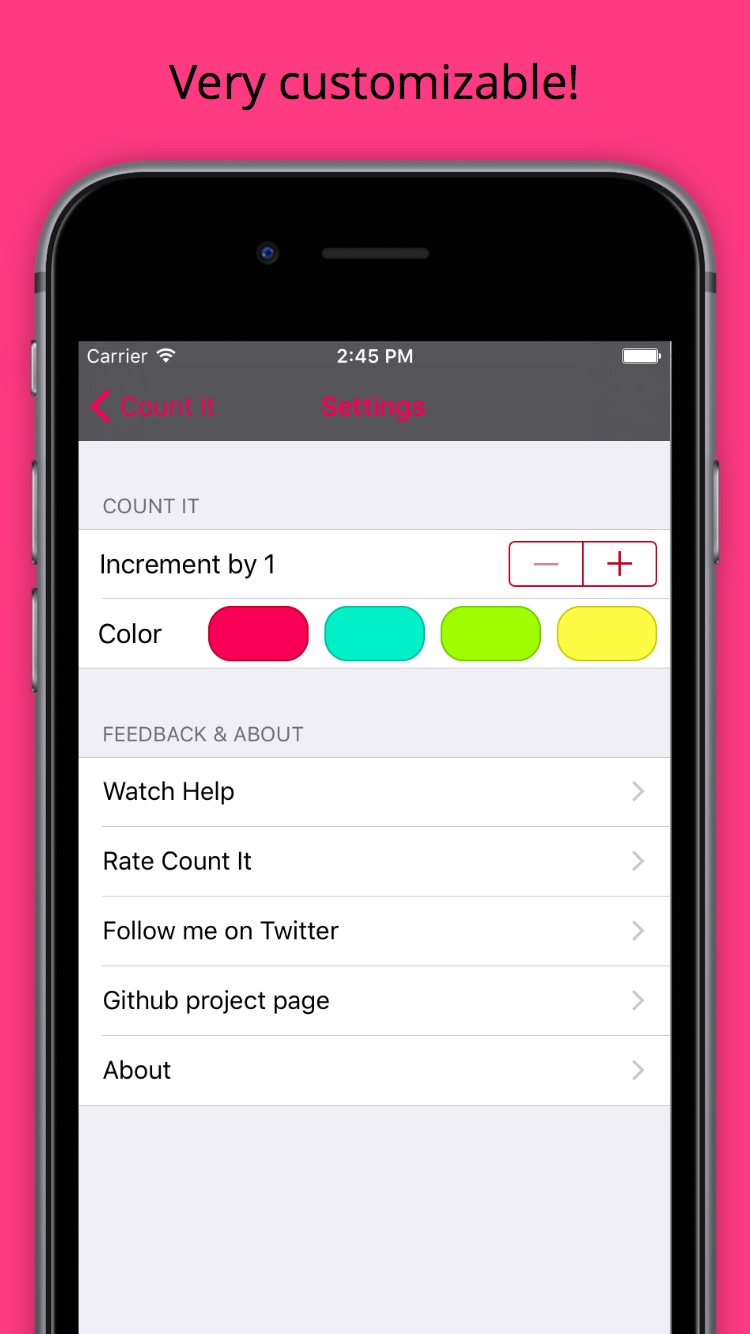 Very customizable!
Carrier 2:45 PM
Count It Settings
COUNT IT
Increment by 1
Color
FEEDBACK & ABOUT
Watch Help
Rate Count It
Follow me on Twitter
Github project page
About